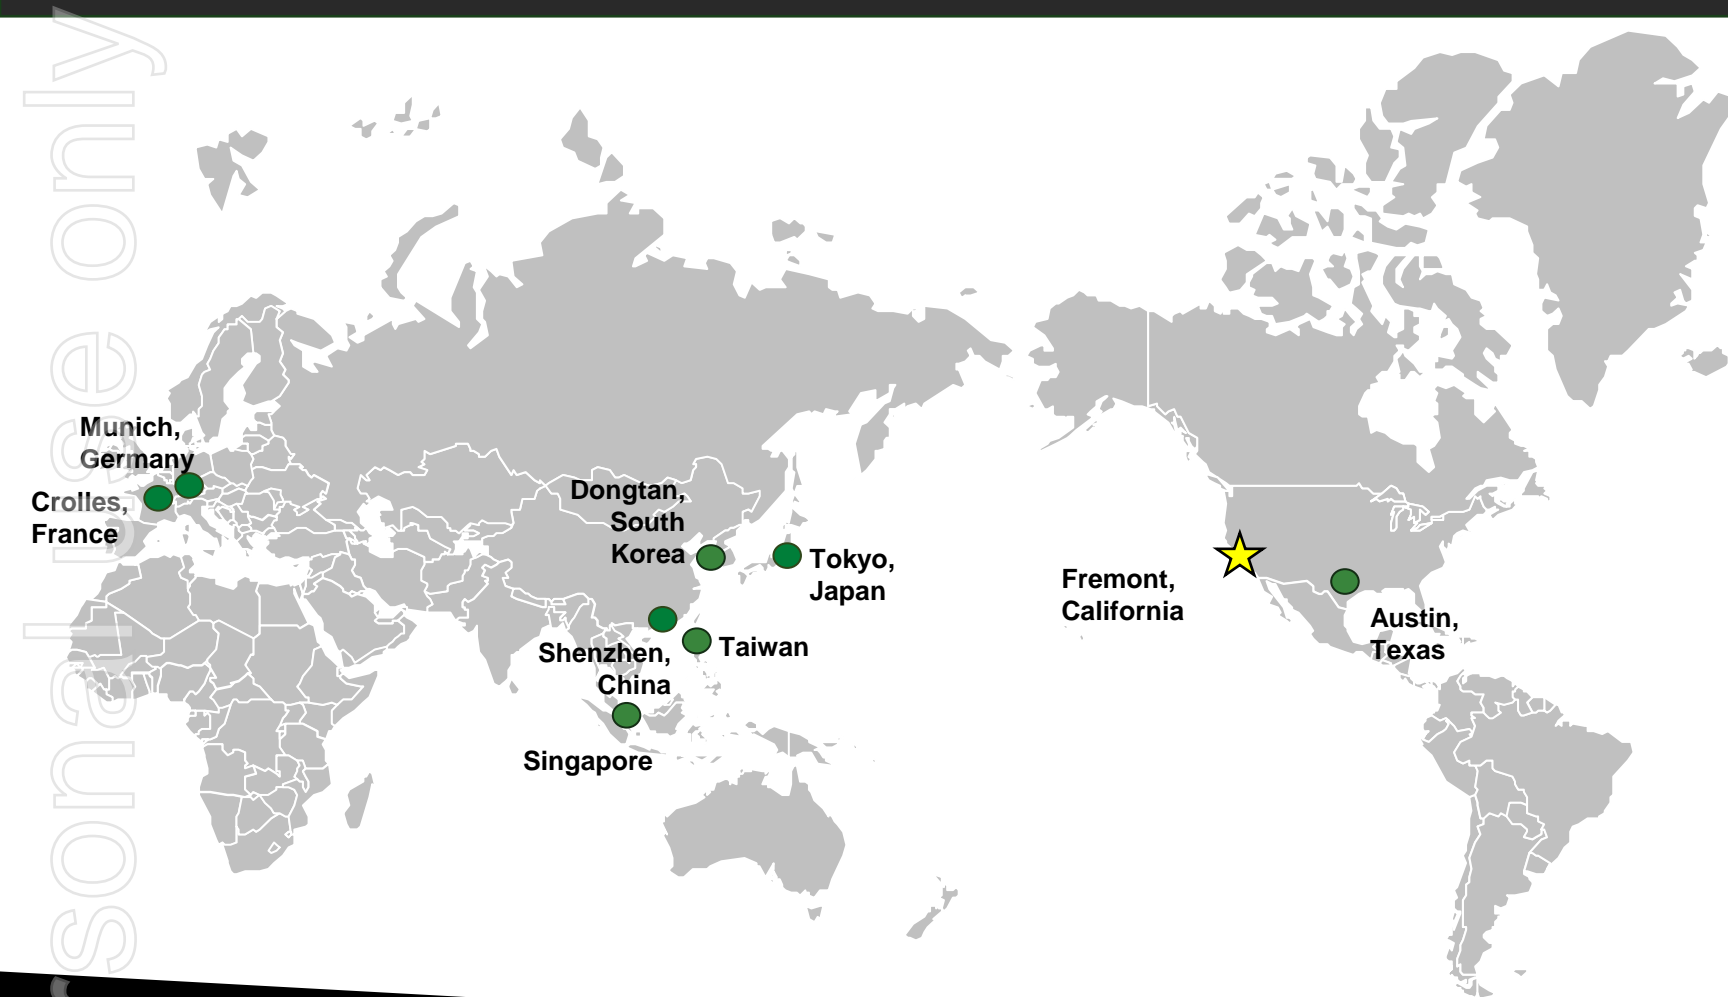 Munich,
Germany
Crolles,
France
Dongtan,
South
Korea
Tokyo,
Japan
Shenzhen,
China
Taiwan
Singapore
Fremont,
California
Austin,
Texas
sonal use only